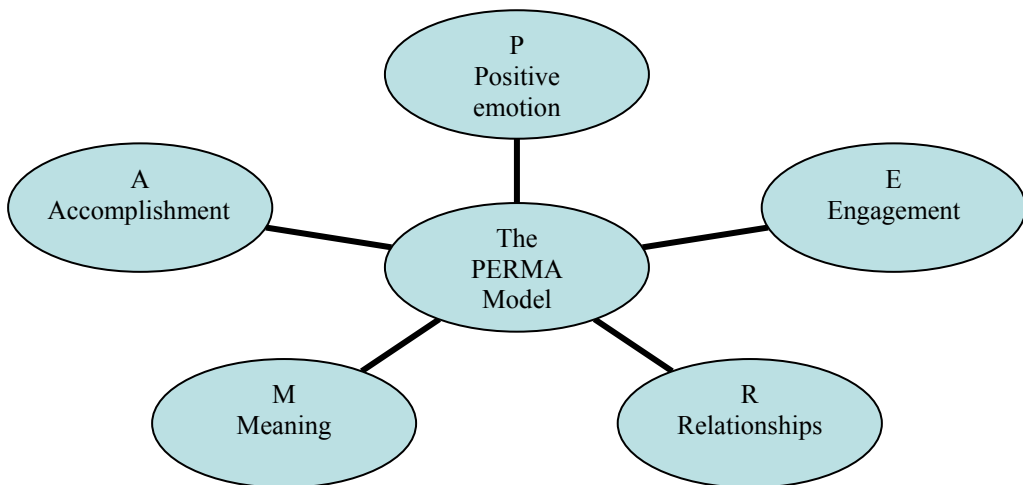 P
Positive
emotion
A
Accomplishment
E
Engagement
The
PERMA
Model
M
Meaning
R
Relationships